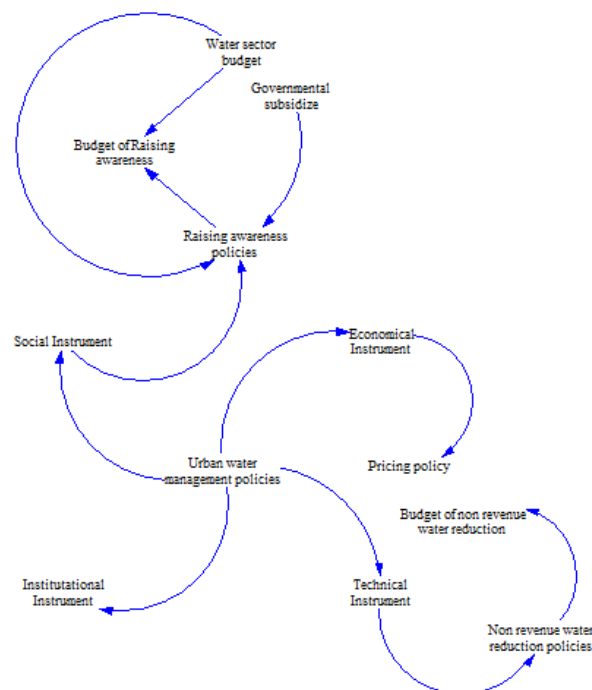 Water sector
budget
Governmental
subsidize
Budget of Raising
awareness
Raising awareness
policies
Social Instrument
Economical
Instrument
Urban water
management policies
Pricing policy
Budget of non revenue
water reduction
Institutational
Instrument
Technical
Instrument
Non revenue water
reduction policies